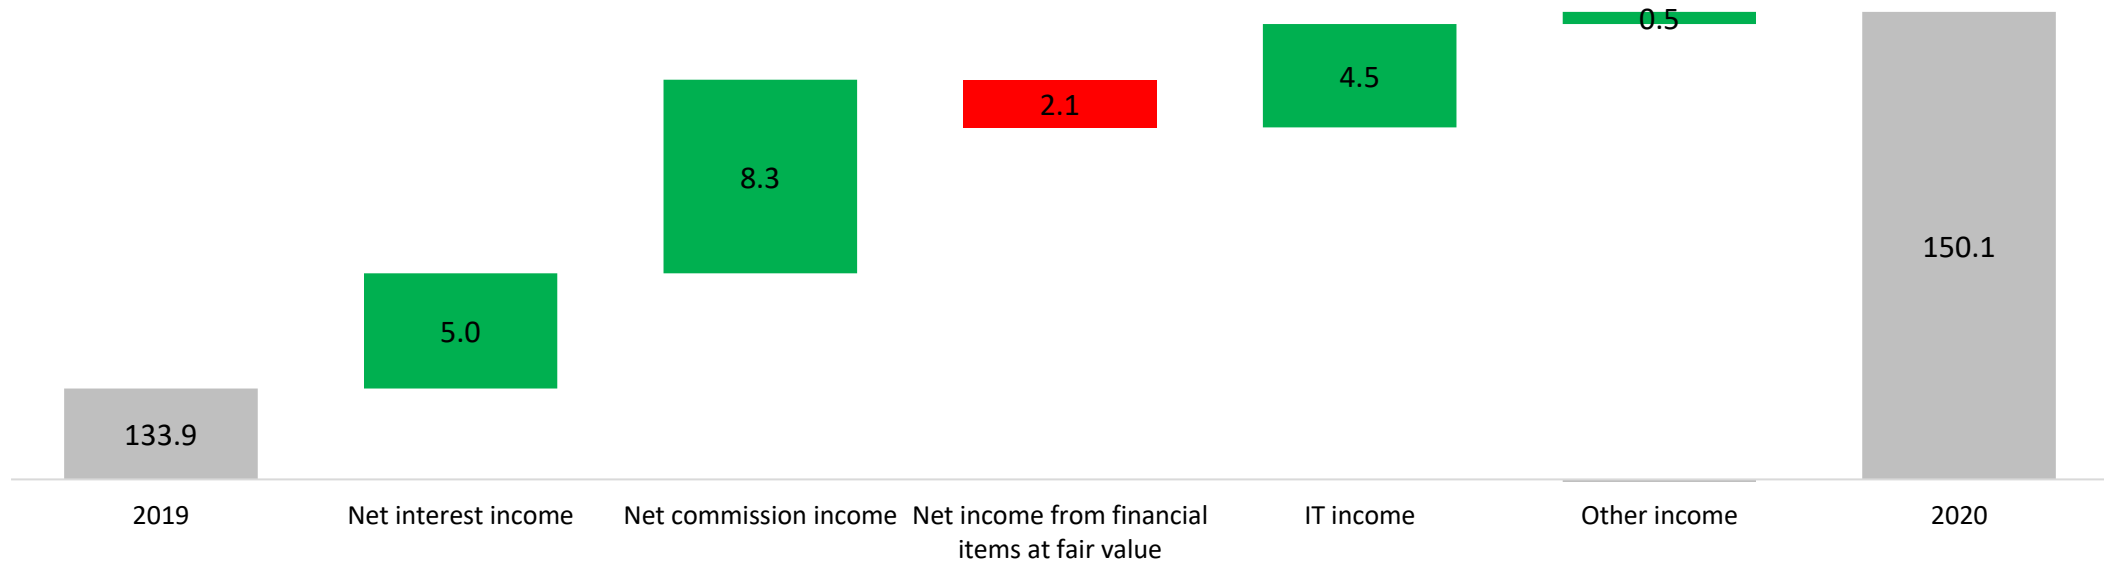 0.5
4.5
2.1
8.3
150.1
5.0
133.9
2019
Net interest income
Net commission income
Net income from financial
items at fair value
IT income
Other income
2020